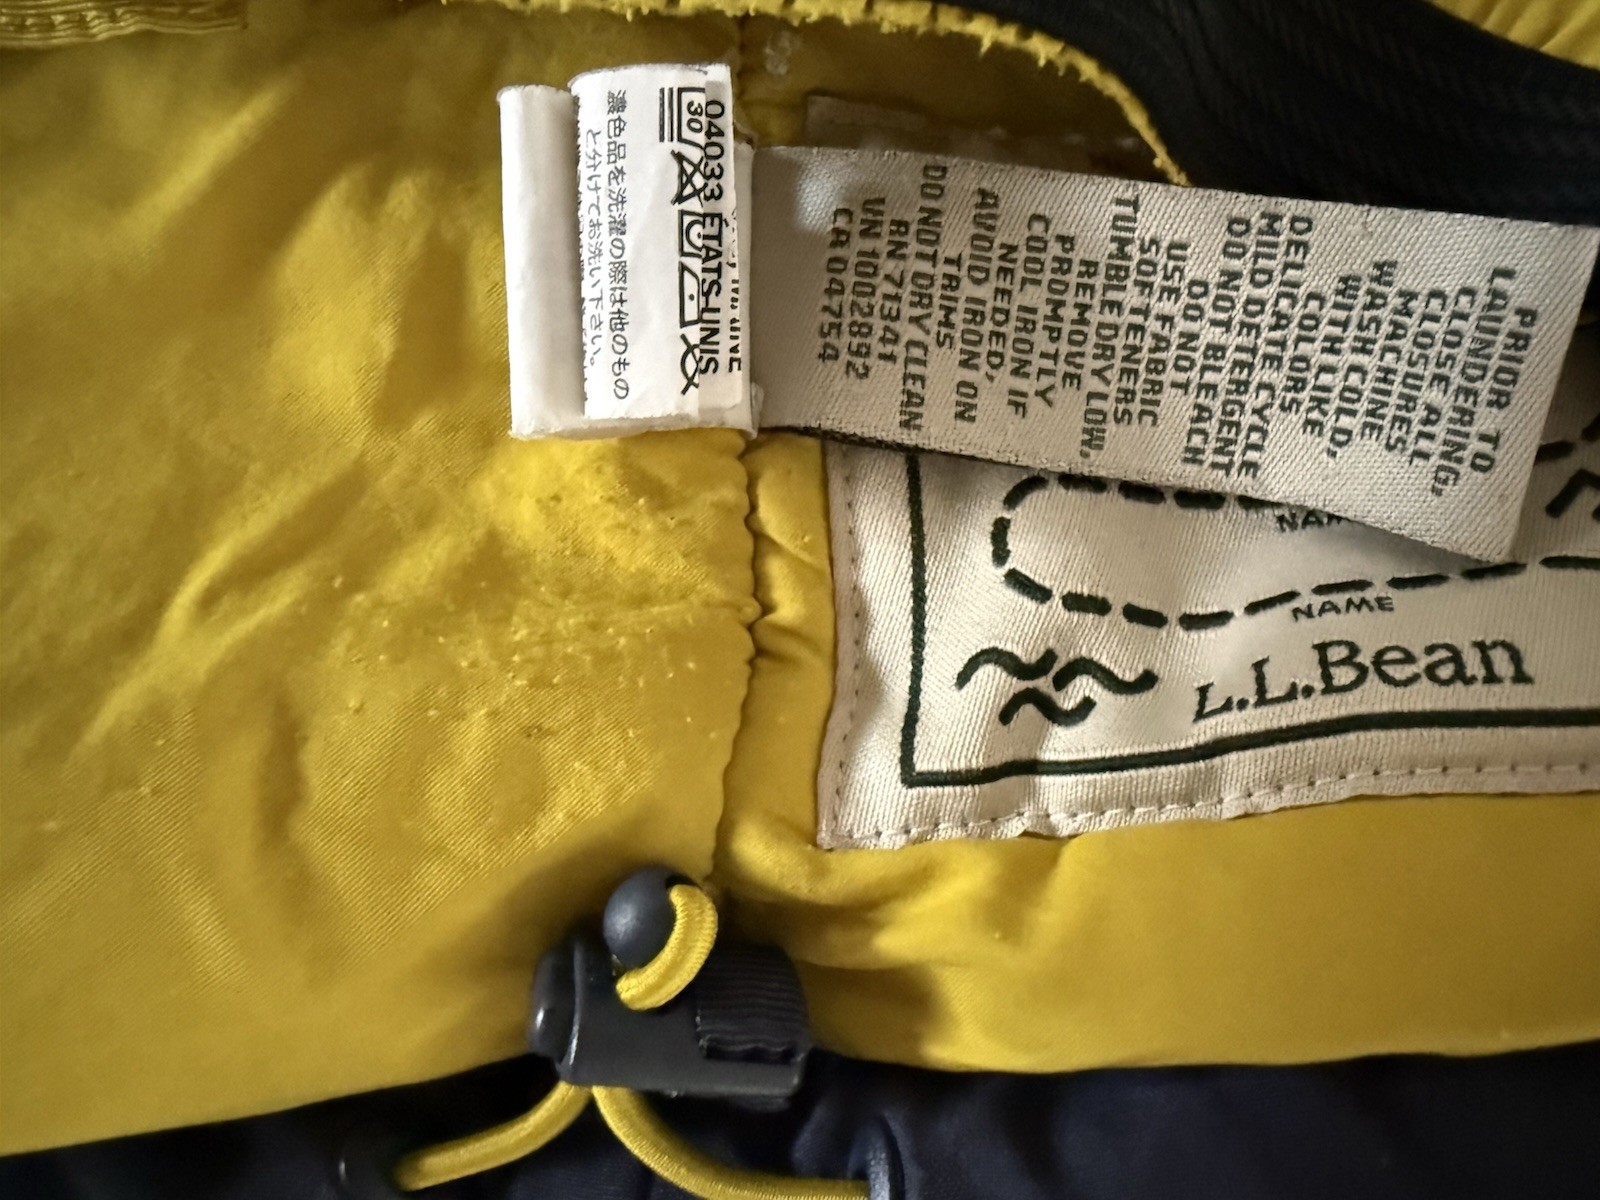 PRIOR TO
LAUNDERING,
CLOSE ALL
CLOSURES
MACHINE
WASH COLD,
WITH LIKE
COLORS
DELICATE CYCLE
MILD DETERGENT
DO NOT BLEACH
DO NOT
USE FABRIC
SOFTENERS
TUMBLE DRY LOW,
REMOVE
PROMPTLY
COOL IRON IF
NEEDED,
AVOID IRON ON
TRIMS
DO NOT DRY CLEAN
RN 71341
VN 1002892
CA 04754
04033 ÉTATS-UNIS
30
濃色品を洗濯の際は他のもの
と分けてお洗い下さい。
NAME
NAME
L.L.Bean